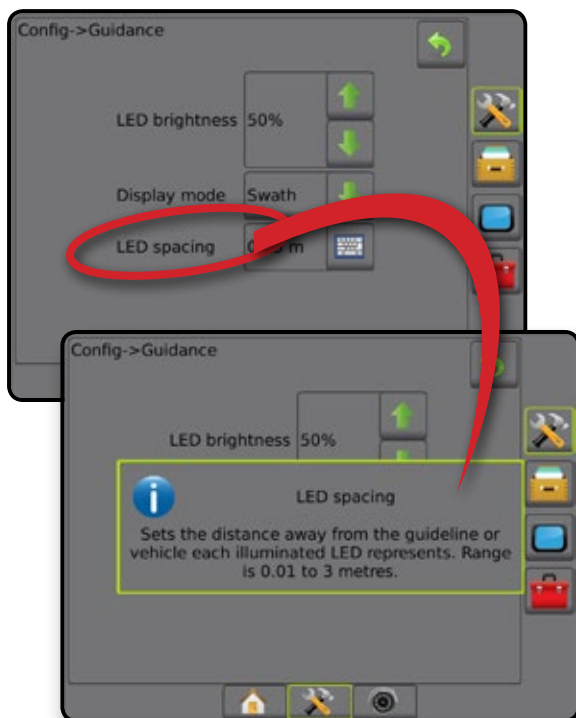 Config->Guidance
LED brightness 50%
Display mode Swath
LED spacing m
Config->Guidance
LED brightness 50%
LED spacing
Sets the distance away from the guideline or
vehicle each illuminated LED represents. Range
is 0.01 to 3 metres.